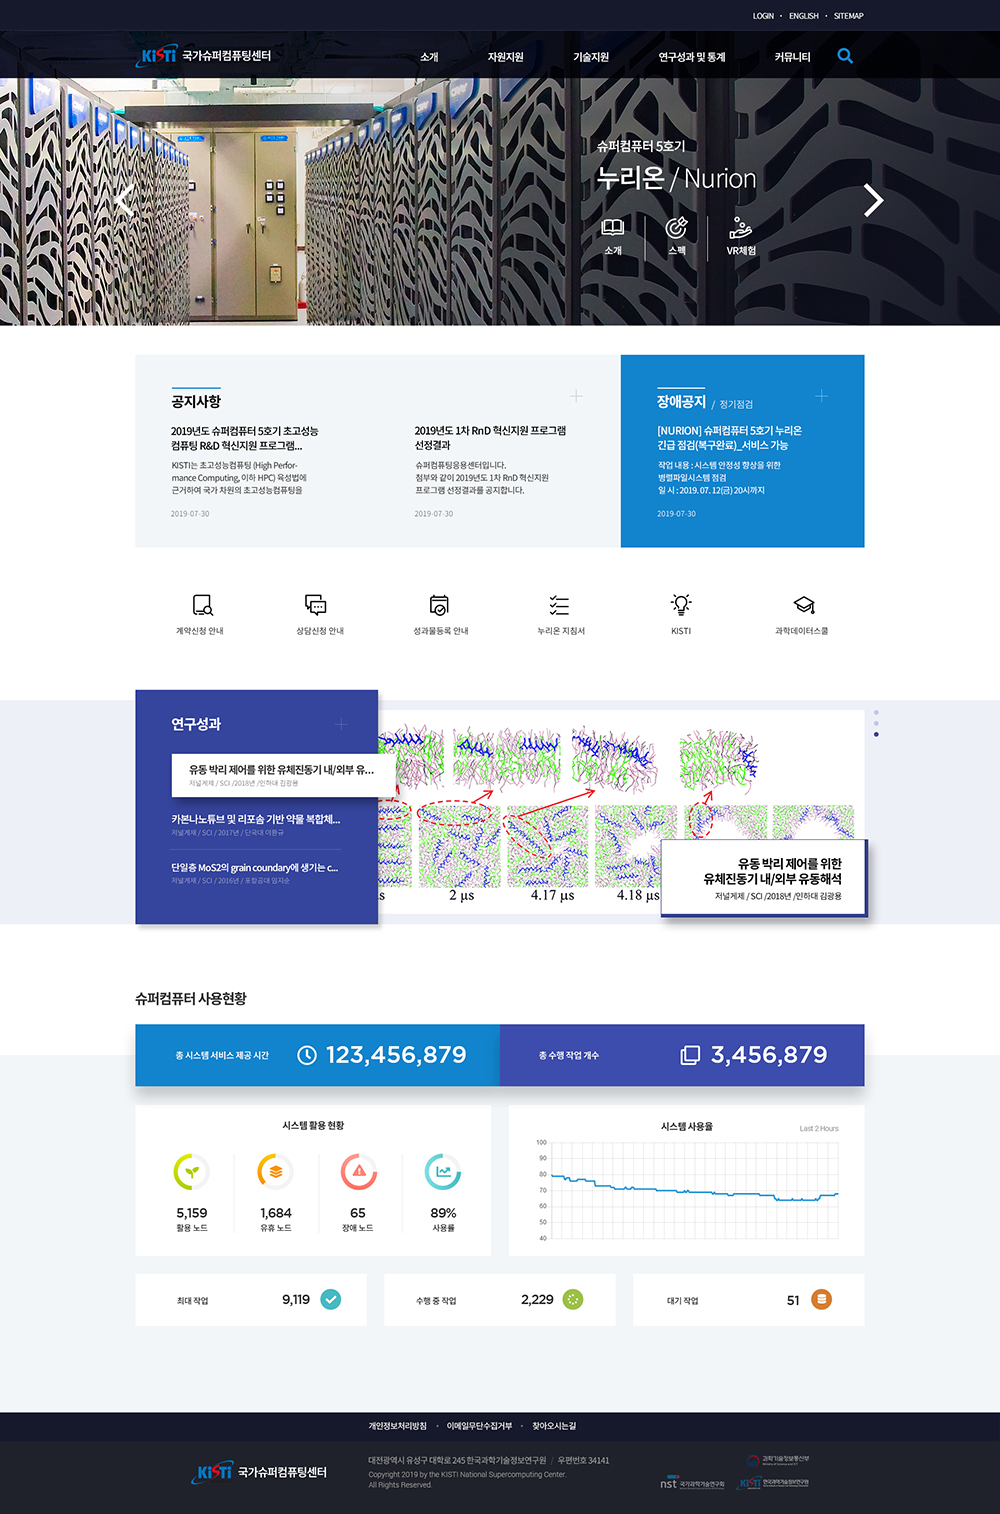 LOGIN · ENGLISH · SITEMAP
KiSTi 국가슈퍼컴퓨팅센터
소개 자원지원 기술지원 연구성과 및 통계 커뮤니티
슈퍼컴퓨터 5호기
누리온 / Nurion
소개 스펙 VR체험
공지사항
2019년도 슈퍼컴퓨터 5호기 초고성능
컴퓨팅 R&D 혁신지원 프로그램...
KISTI는 초고성능컴퓨팅 (High Perfor-
mance Computing, 이하 HPC) 육성법에
근거하여 국가 차원의 초고성능컴퓨팅을
2019-07-30
2019년도 1차 RnD 혁신지원 프로그램
선정결과
슈퍼컴퓨팅응용센터입니다.
첨부와 같이 2019년도 1차 RnD 혁신지원
프로그램 선정결과를 공지합니다.
2019-07-30
장애공지 / 정기점검
[NURION] 슈퍼컴퓨터 5호기 누리온
긴급 점검(복구완료)_서비스 가능
작업 내용 : 시스템 안정성 향상을 위한
병렬파일시스템 점검
일 시 : 2019. 07. 12(금) 20시까지
2019-07-30
계약신청 안내 상담신청 안내 성과물등록 안내 누리온 지침서 KISTI 과학데이터스쿨
연구성과
유동 박리 제어를 위한 유체진동기 내/외부 유...
저널게재 / SCI /2018년 /인하대 김광용
카본나노튜브 및 리포솜 기반 약물 복합체...
저널게재 / SCI / 2017년 / 단국대 이환규
단일층 MoS2의 grain coundary에 생기는 c...
저널게재 / SCI / 2016년 / 포항공대 임지순
s 2 μs 4.17 μs 4.18 μs
유동 박리 제어를 위한
유체진동기 내/외부 유동해석
저널게제 / SCI /2018년 /인하대 김광용
슈퍼컴퓨터 사용현황
총 시스템 서비스 제공 시간 123,456,879
총 수행 작업 개수 3,456,879
시스템 활용 현황
5,159 1,684 65 89%
활용 노드 유휴 노드 장애 노드 사용률
시스템 사용율 Last 2 Hours
100
90
80
70
60
50
40
최대 작업 9,119
수행 중 작업 2,229
대기 작업 51
개인정보처리방침 · 이메일무단수집거부 · 찾아오시는길
KiSTi 국가슈퍼컴퓨팅센터
대전광역시 유성구 대학로 245 한국과학기술정보연구원 / 우편번호 34141
Copyright 2019 by the KISTI National Supercomputing Center.
All Rights Reserved.
과학기술정보통신부
nst 국가과학기술연구회
KiSTi 한국과학기술정보연구원